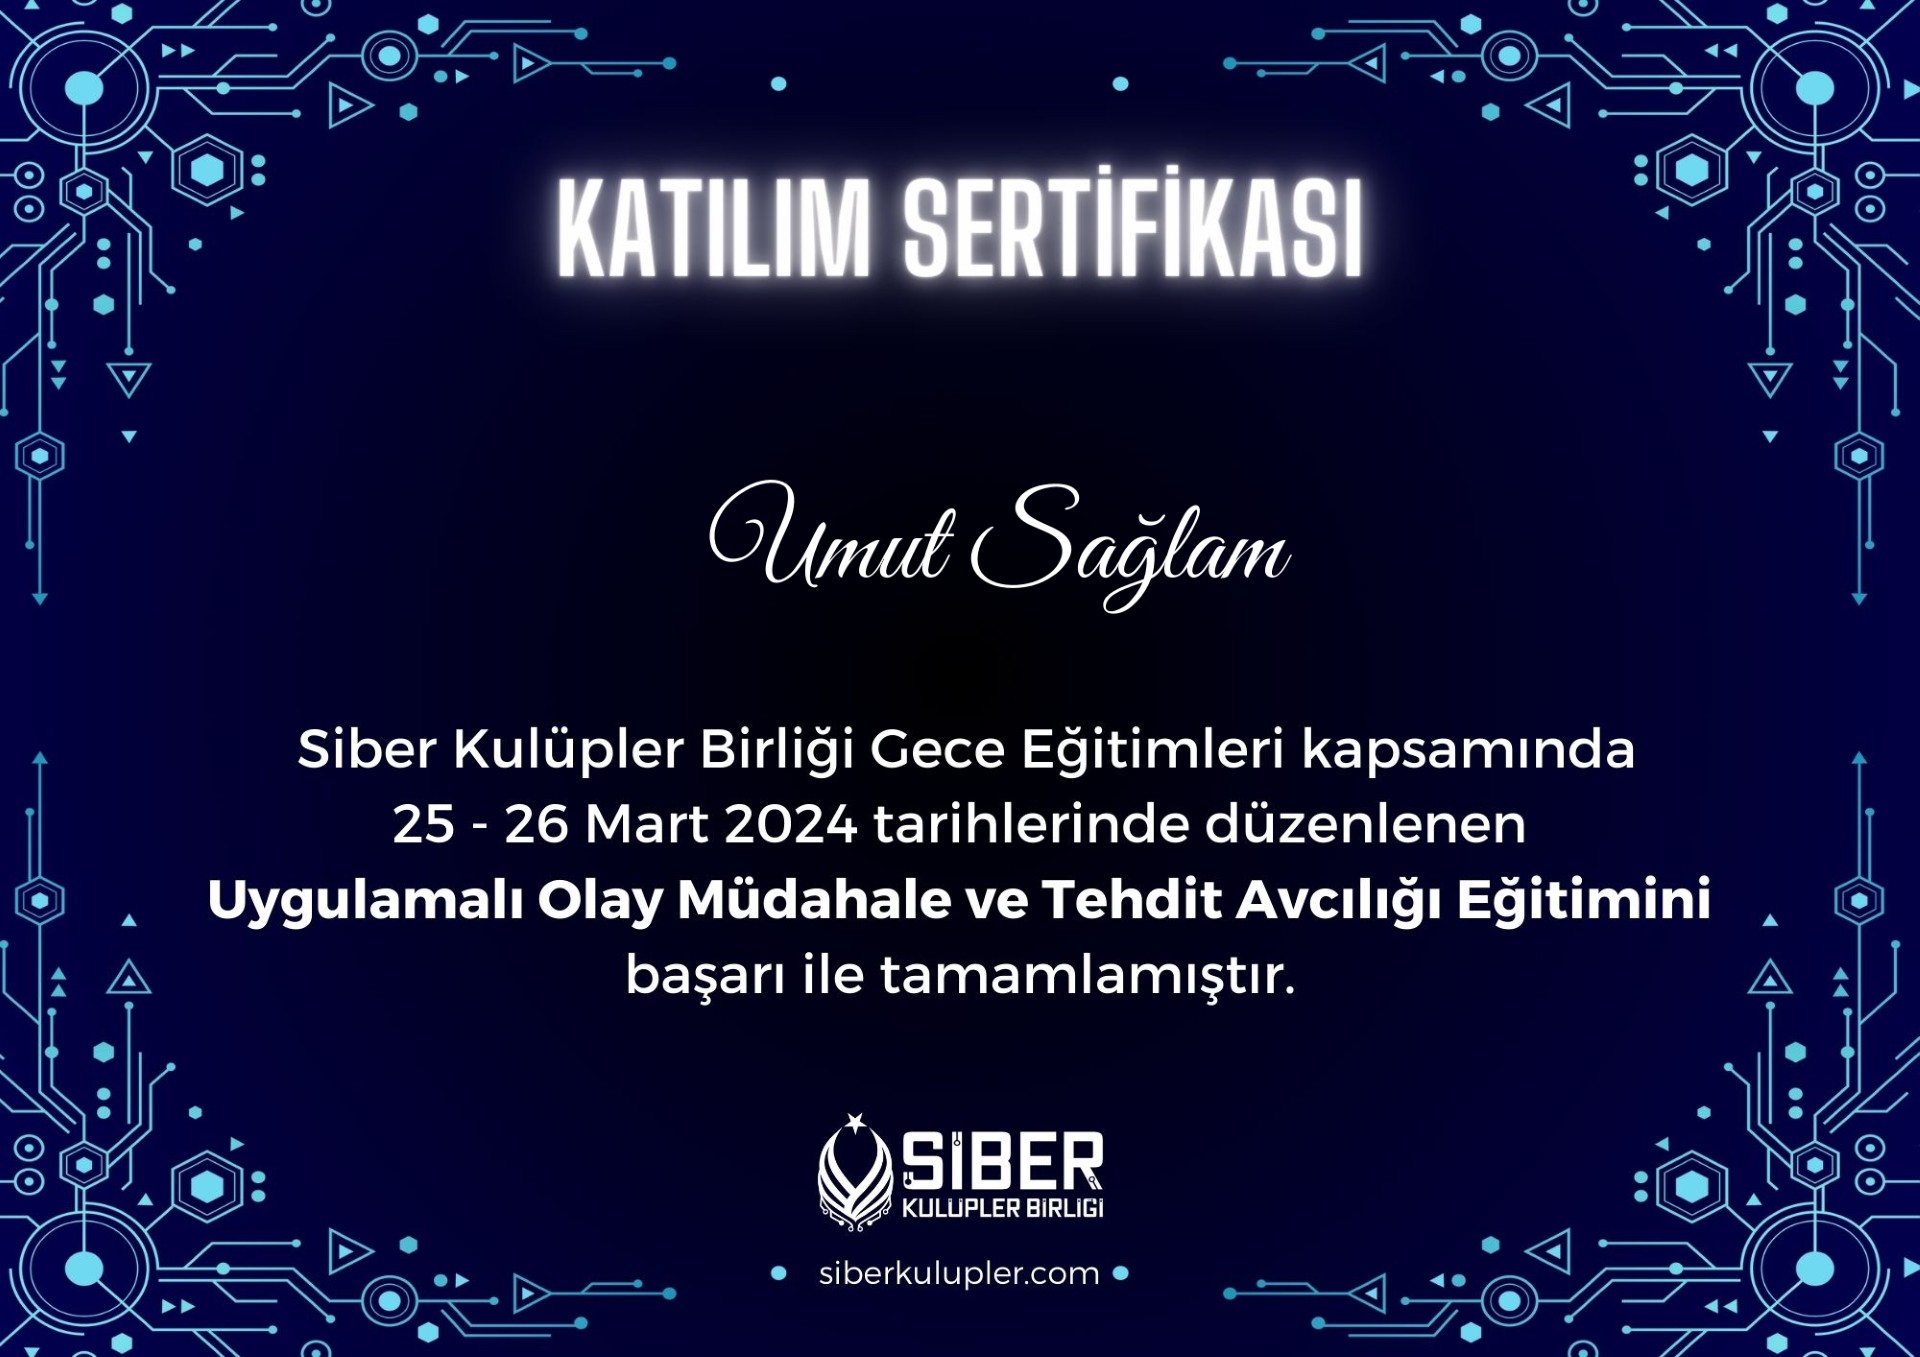 KATILIM SERTİFİKASI
Umut Sağlam
Siber Kulüpler Birliği Gece Eğitimleri kapsamında
25 - 26 Mart 2024 tarihlerinde düzenlenen
Uygulamalı Olay Müdahale ve Tehdit Avcılığı Eğitimini
başarı ile tamamlamıştır.
SİBER
KULÜPLER BİRLİĞİ
siberkulupler.com